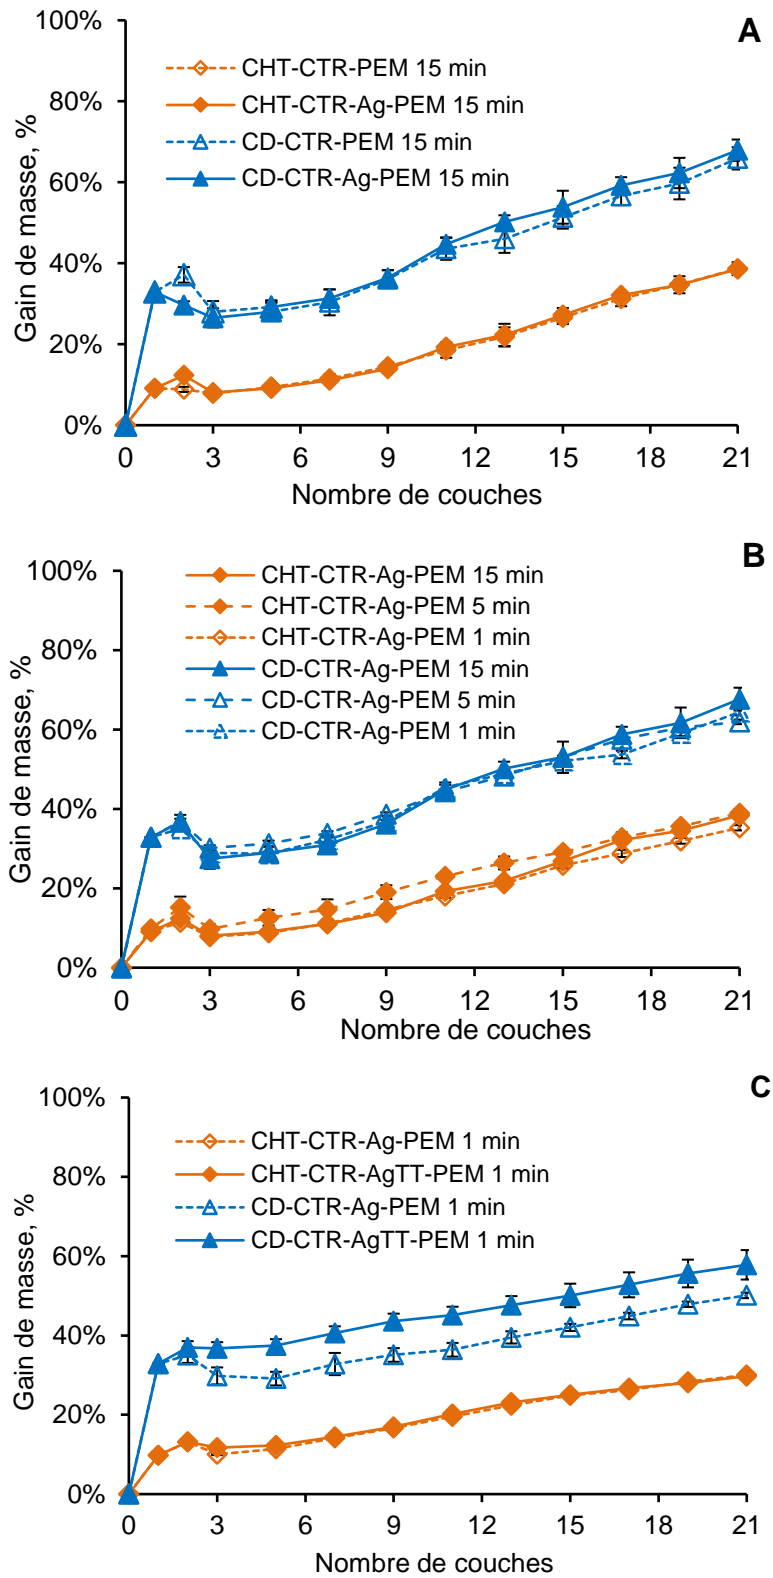 A
100%
80%
60%
40%
20%
0%
Gain de masse, %
CHT-CTR-PEM 15 min
CHT-CTR-Ag-PEM 15 min
CD-CTR-PEM 15 min
CD-CTR-Ag-PEM 15 min
0 3 6 9 12 15 18 21
Nombre de couches
B
100%
80%
60%
40%
20%
0%
Gain de masse, %
CHT-CTR-Ag-PEM 15 min
CHT-CTR-Ag-PEM 5 min
CHT-CTR-Ag-PEM 1 min
CD-CTR-Ag-PEM 15 min
CD-CTR-Ag-PEM 5 min
CD-CTR-Ag-PEM 1 min
0 3 6 9 12 15 18 21
Nombre de couches
C
100%
80%
60%
40%
20%
0%
Gain de masse, %
CHT-CTR-Ag-PEM 1 min
CHT-CTR-AgTT-PEM 1 min
CD-CTR-Ag-PEM 1 min
CD-CTR-AgTT-PEM 1 min
0 3 6 9 12 15 18 21
Nombre de couches